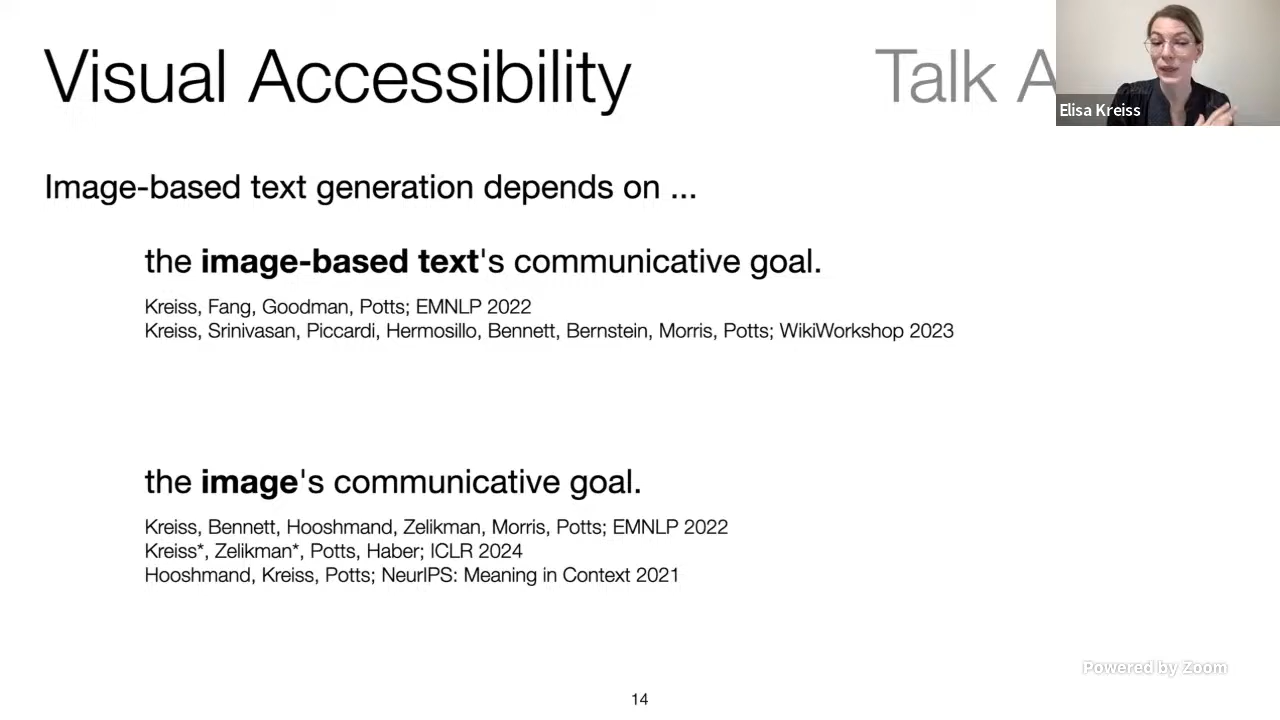 Visual Accessibility
Talk A
Elisa Kreiss
Image-based text generation depends on ...
the image-based text's communicative goal.
Kreiss, Fang, Goodman, Potts; EMNLP 2022
Kreiss, Srinivasan, Piccardi, Hermosillo, Bennett, Bernstein, Morris, Potts; WikiWorkshop 2023
the image's communicative goal.
Kreiss, Bennett, Hooshmand, Zelikman, Morris, Potts; EMNLP 2022
Kreiss*, Zelikman*, Potts, Haber; ICLR 2024
Hooshmand, Kreiss, Potts; NeurIPS: Meaning in Context 2021
Powered by Zoom
14